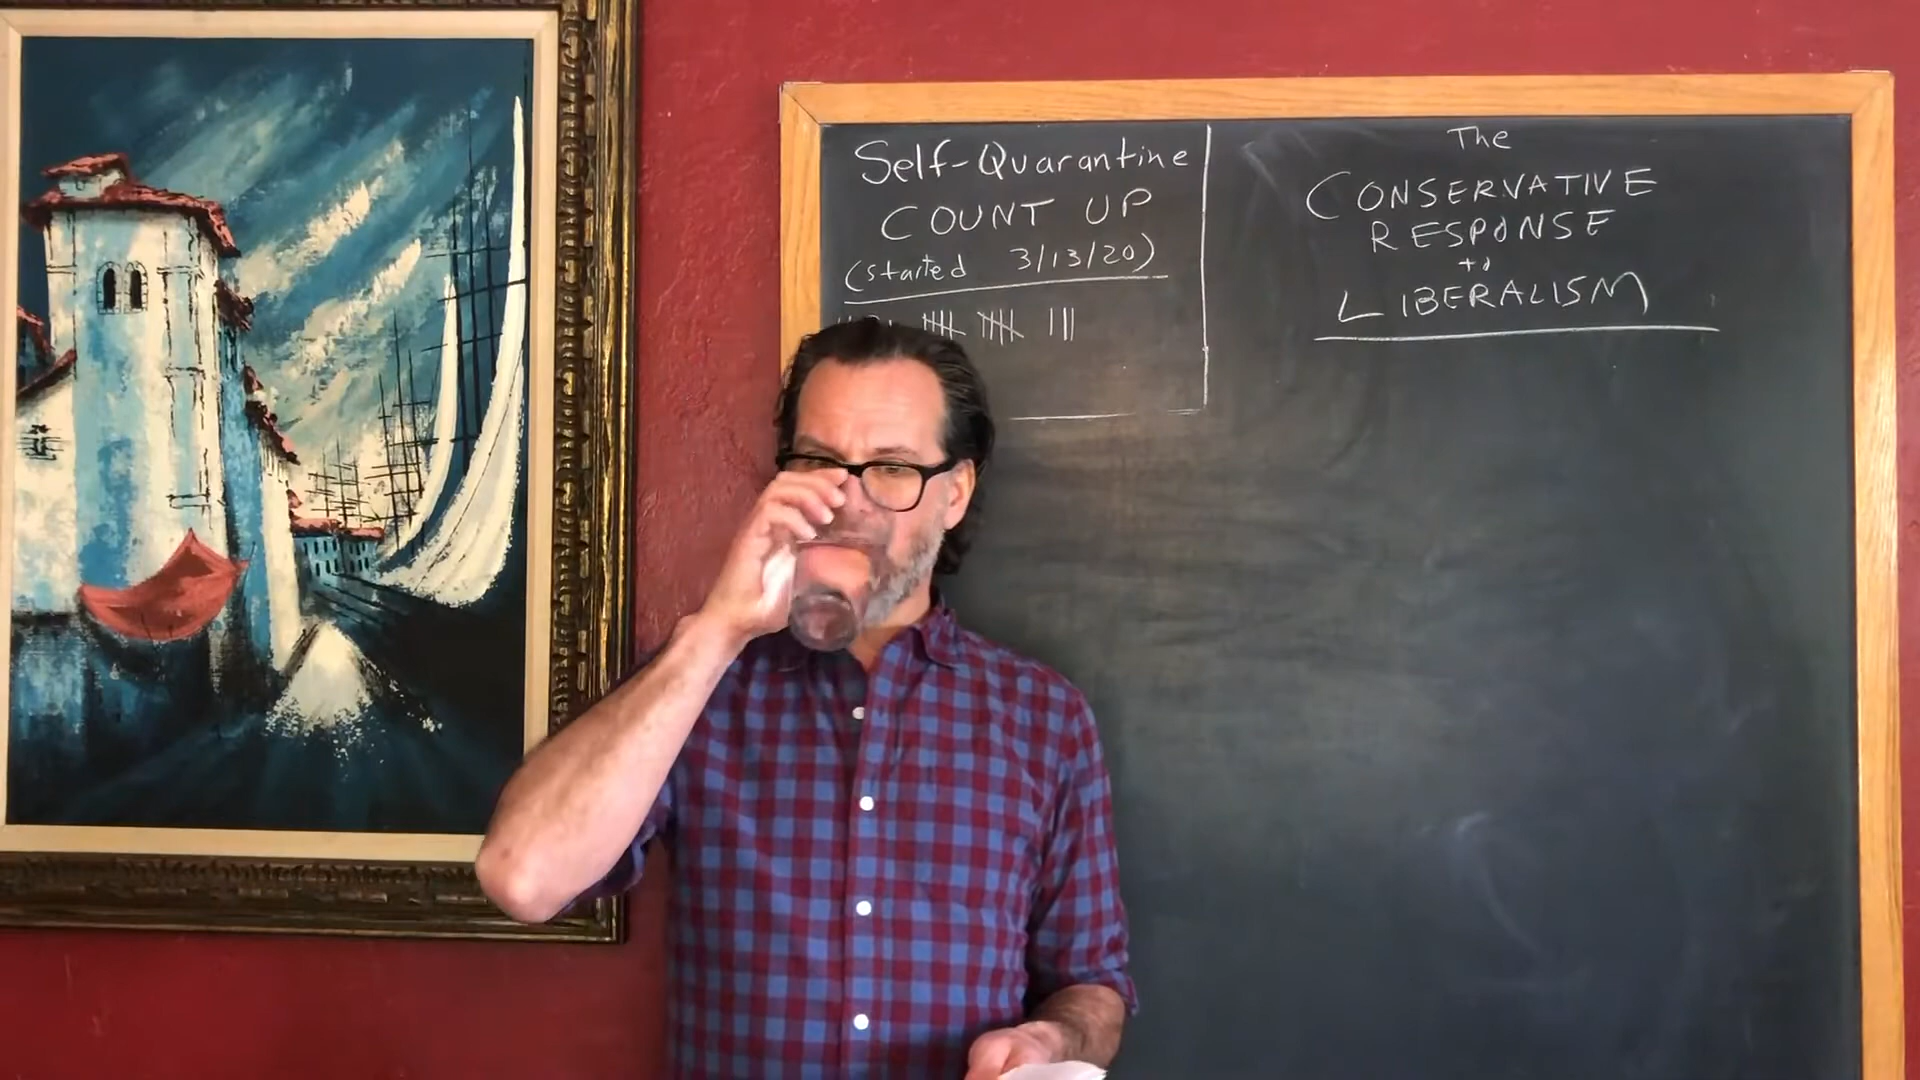 Self-Quarantine
COUNT UP
(started 3/13/20)
The
CONSERVATIVE
RESPONSE
to
LIBERALISM